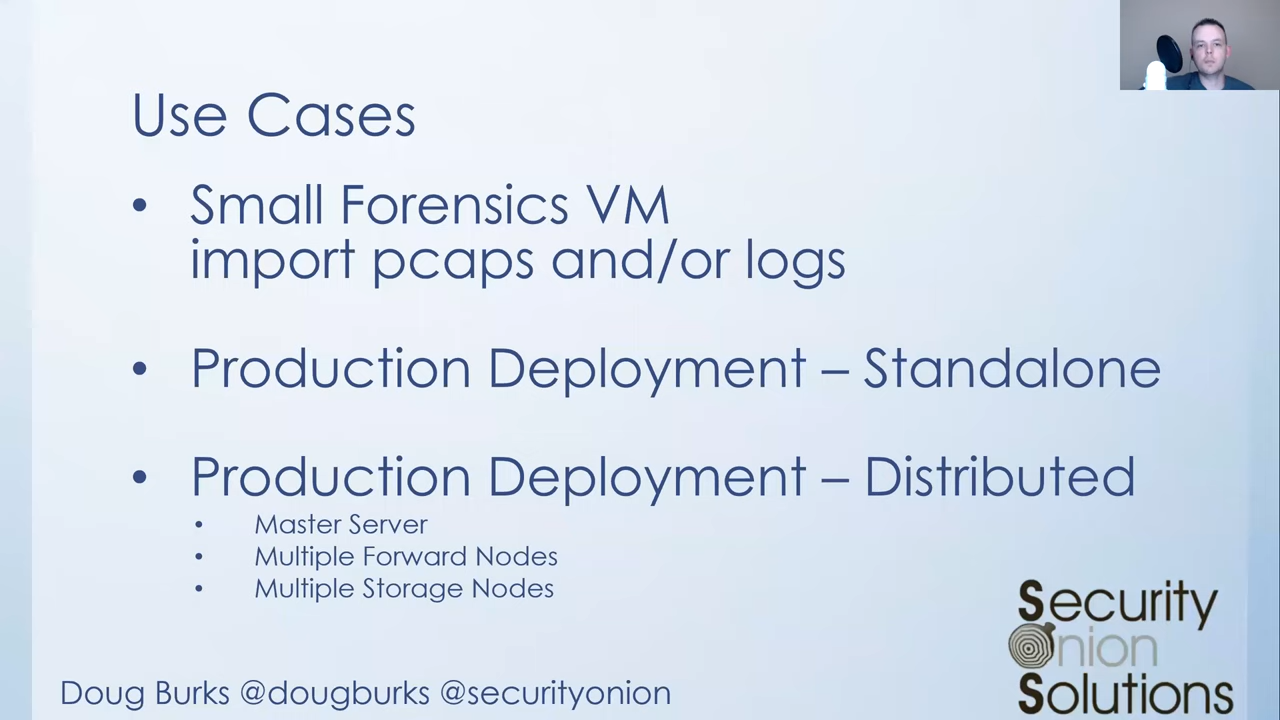 Use Cases
• Small Forensics VM
import pcaps and/or logs
• Production Deployment – Standalone
• Production Deployment – Distributed
• Master Server
• Multiple Forward Nodes
• Multiple Storage Nodes
Doug Burks @dougburks @securityonion
Security
Onion
Solutions